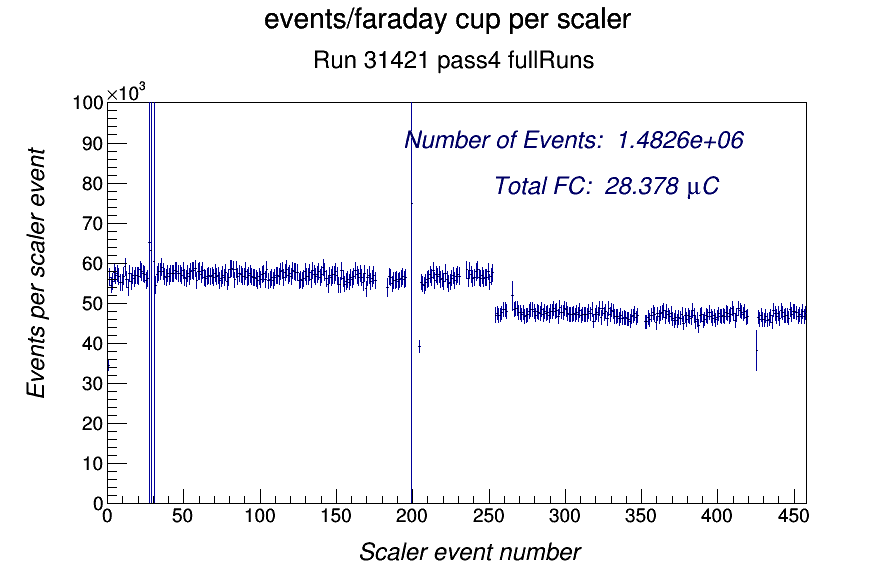 events/faraday cup per scaler
Run 31421 pass4 fullRuns
×10³
100
90
80
70
60
50
40
30
20
10
0
Events per scaler event
Number of Events: 1.4826e+06
Total FC: 28.378 μC
0 50 100 150 200 250 300 350 400 450
Scaler event number